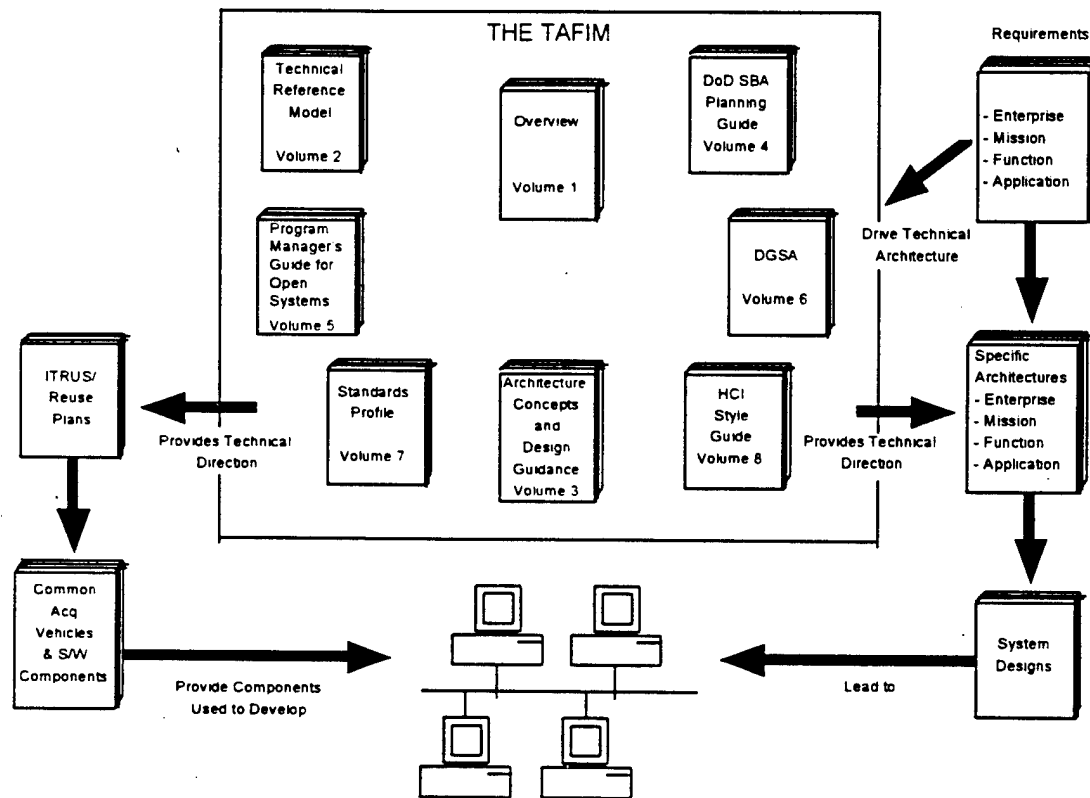 THE TAFIM
Requirements
Technical
Reference
Model
Volume 2
Overview
Volume 1
DoD SBA
Planning
Guide
Volume 4
- Enterprise
- Mission
- Function
- Application
Program
Manager's
Guide for
Open
Systems
Volume 5
DGSA
Volume 6
Drive Technical
Architecture
ITRUS/
Reuse
Plans
Provides Technical
Direction
Standards
Profile
Volume 7
Architecture
Concepts
and
Design
Guidance
Volume 3
HCI
Style
Guide
Volume 8
Provides Technical
Direction
Specific
Architectures
- Enterprise
- Mission
- Function
- Application
Common
Acq
Vehicles
& S/W
Components
Provide Components
Used to Develop
Lead to
System
Designs